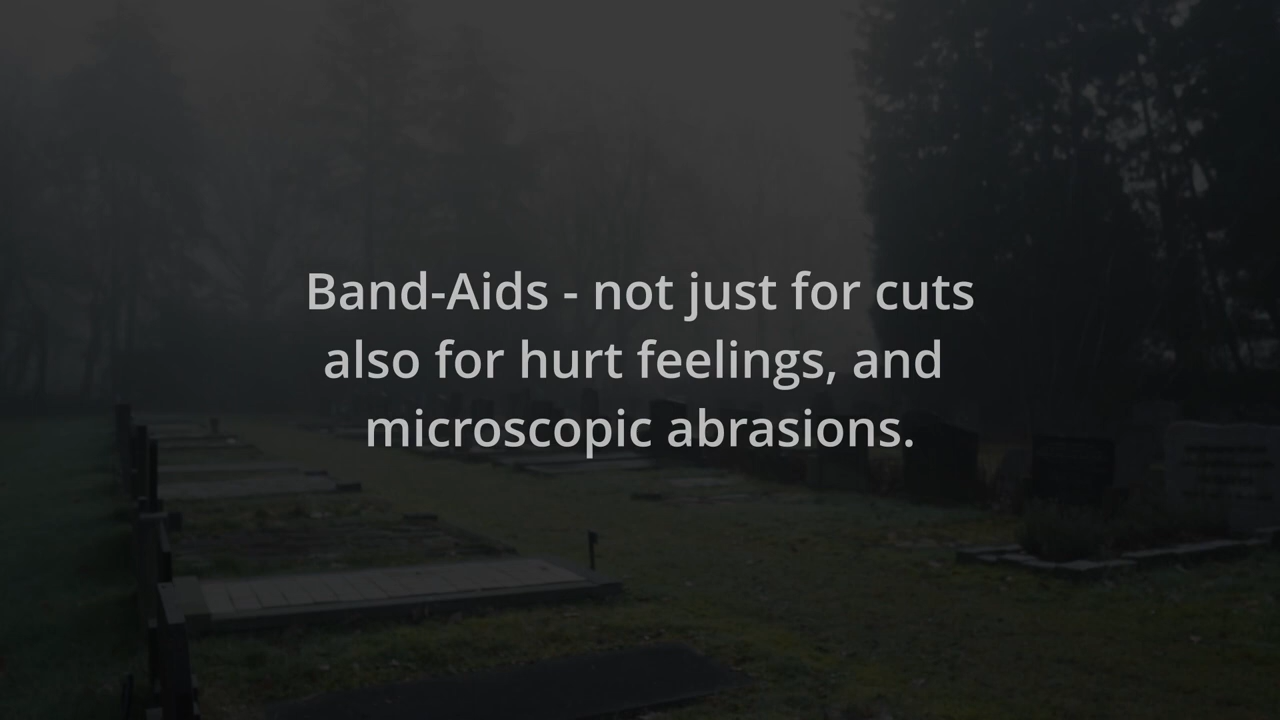 Band-Aids - not just for cuts
also for hurt feelings, and
microscopic abrasions.